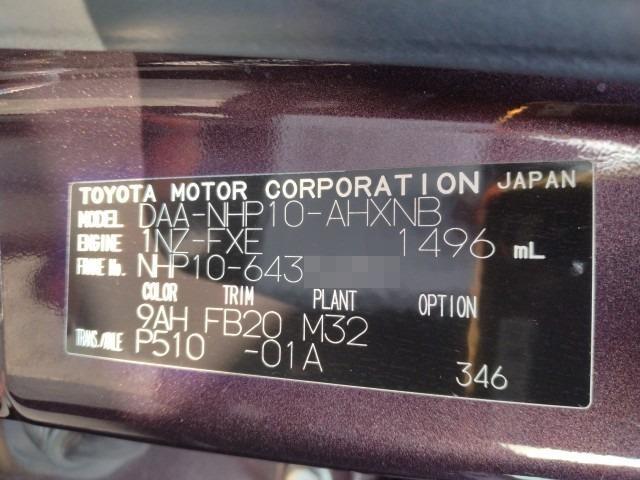 TOYOTA MOTOR CORPORATION JAPAN
MODEL DAA-NHP10-AHXNB
ENGINE 1NZ-FXE 1496 mL
FRAME No. NHP10-643
COLOR TRIM PLANT OPTION
9AH FB20 M32
TRANS./AXLE P510 -01A
346